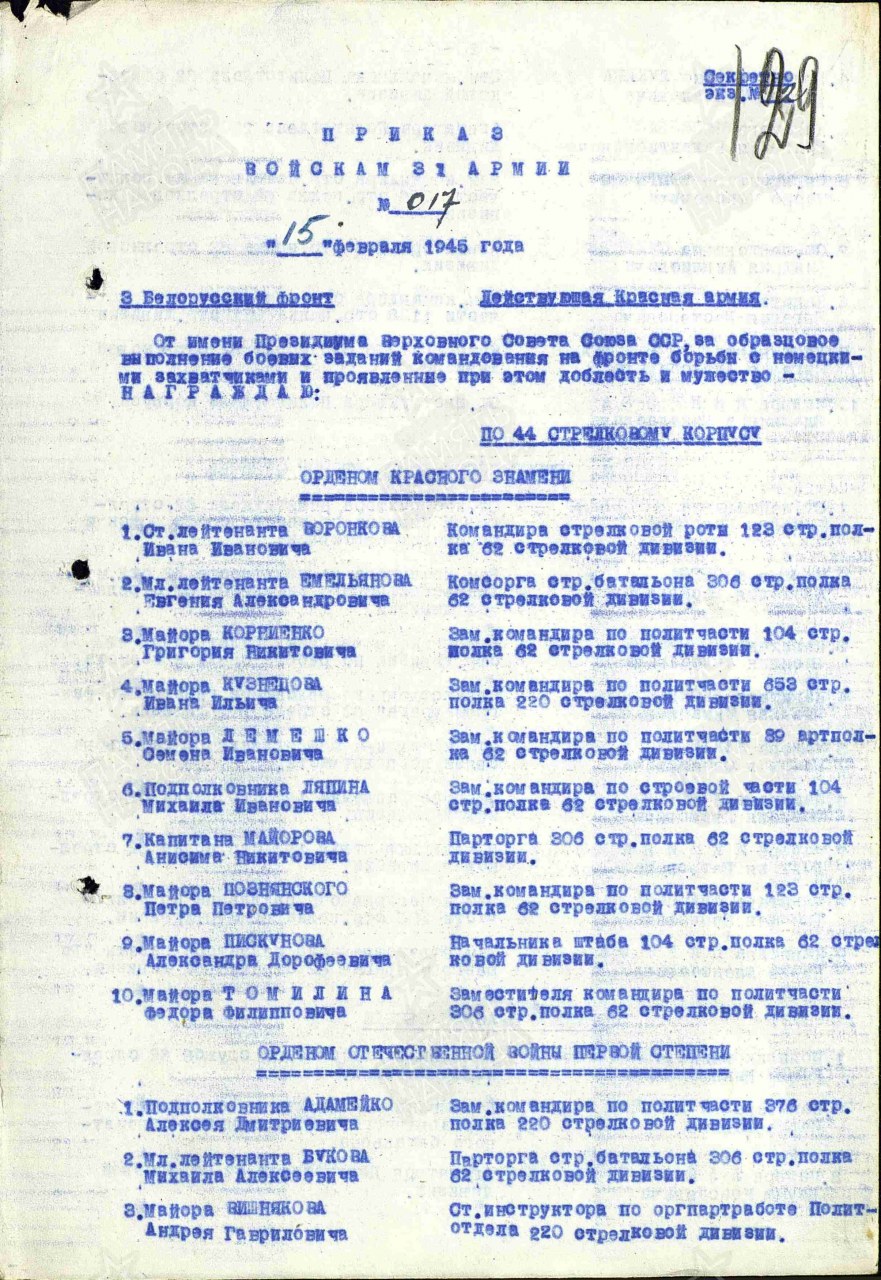 Секретно
экз.№
ПРИКАЗ
ВОЙСКАМ 31 АРМИИ
№ 017
"15"февраля 1945 года
3 Белорусский фронт Действующая Красная армия.
От имени Президиума Верховного Совета Союза ССР,за образцовое
выполнение боевых заданий командования на фронте борьбы с немецки-
ми захватчиками и проявленные при этом доблесть и мужество -
НАГРАЖДАЮ:
ПО 44 СТРЕЛКОВОМУ КОРПУСУ
ОРДЕНОМ КРАСНОГО ЗНАМЕНИ
1.Ст.лейтенанта ВОРОНКОВА Командира стрелковой роты 123 стр.пол-
Ивана Ивановича ка 62 стрелковой дивизии.
2.Мл.лейтенанта ЕМЕЛЬЯНОВА Комсорга стр.батальона 306 стр.полка
Евгения Александровича 62 стрелковой дивизии.
3.Майора КОРНИЕНКО Зам.командира по политчасти 104 стр.
Григория Никитовича полка 62 стрелковой дивизии.
4.Майора КУЗНЕЦОВА Зам.командира по политчасти 653 стр.
Ивана Ильича полка 220 стрелковой дивизии.
5.Майора ЛЕМЕШКО Зам.командира по политчасти 89 артпол-
Семена Ивановича ка 62 стрелковой дивизии.
6.Подполковника ЛЯПИНА Зам.командира по строевой части 104
Михаила Ивановича стр.полка 62 стрелковой дивизии.
7.Капитана МАЙОРОВА Парторга 306 стр.полка 62 стрелковой
Анисима Никитовича дивизии.
8.Майора ПОЗНЯНСКОГО Зам.командира по политчасти 123 стр.
Петра Петровича полка 62 стрелковой дивизии.
9.Майора ПИСКУНОВА Начальника штаба 104 стр.полка 62 стрел
Александра Дорофеевича ковой дивизии.
10.Майора ТОМИЛИНА Заместителя командира по политчасти
Федора Филипповича 306 стр.полка 62 стрелковой дивизии.
ОРДЕНОМ ОТЕЧЕСТВЕННОЙ ВОЙНЫ ПЕРВОЙ СТЕПЕНИ
1.Подполковника АДАМЕЙКО Зам.командира по политчасти 376 стр.
Алексея Дмитриевича полка 220 стрелковой дивизии.
2.Мл.лейтенанта БУКОВА Парторга стр.батальона 306 стр.полка
Михаила Алексеевича 62 стрелковой дивизии.
3.Майора ВИШНЯКОВА Ст.инструктора по оргпартработе Полит-
Андрея Гавриловича отдела 220 стрелковой дивизии.